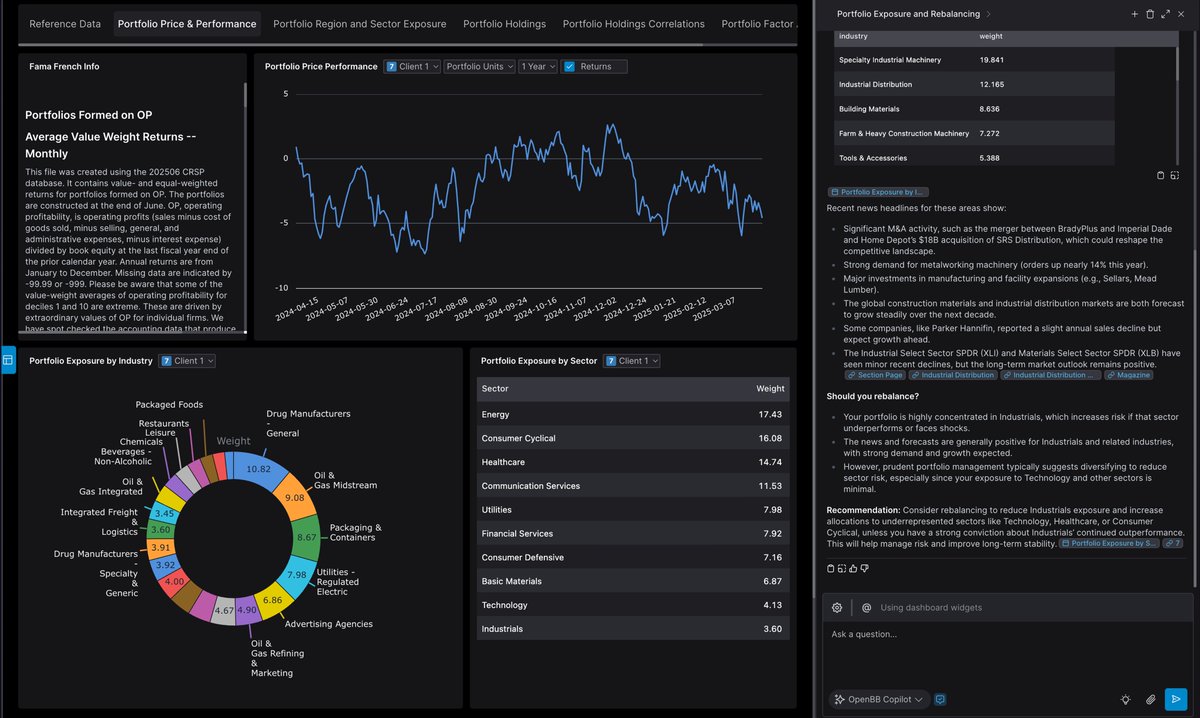 Reference Data
Portfolio Price & Performance
Portfolio Region and Sector Exposure
Portfolio Holdings
Portfolio Holdings Correlations
Portfolio Factor
Fama French Info
Portfolios Formed on OP
Average Value Weight Returns --
Monthly
This file was created using the 202506 CRSP
database. It contains value- and equal-weighted
returns for portfolios formed on OP. The portfolios
are constructed at the end of June. OP, operating
profitability, is operating profits (sales minus cost of
goods sold, minus selling, general, and
administrative expenses, minus interest expense)
divided by book equity at the last fiscal year end of
the prior calendar year. Annual returns are from
January to December. Missing data are indicated by
-99.99 or -999. Please be aware that some of the
value-weight averages of operating profitability for
deciles 1 and 10 are extreme. These are driven by
extraordinary values of OP for individual firms. We
have spot checked the accounting data that produce
Portfolio Price Performance
7 Client 1
Portfolio Units
1 Year
Returns
5
0
-5
-10
2024-04-15
2024-05-07
2024-05-30
2024-06-24
2024-07-17
2024-08-08
2024-08-30
2024-09-24
2024-10-16
2024-11-07
2024-12-02
2024-12-24
2025-01-21
2025-02-12
2025-03-07
Portfolio Exposure by Industry
7 Client 1
Weight
Packaged Foods
Restaurants
Leisure
Chemicals
Beverages -
Non-Alcoholic
Oil &
Gas Integrated
Integrated Freight
&
Logistics
Drug Manufacturers
-
Specialty
&
Generic
Drug Manufacturers
-
General
Oil &
Gas Midstream
Packaging &
Containers
Utilities -
Regulated
Electric
Advertising Agencies
Oil &
Gas Refining
&
Marketing
10.82
9.08
8.67
7.98
6.86
4.90
4.67
4.00
3.92
3.91
3.60
3.45
Portfolio Exposure by Sector
7 Client 1
Sector Weight
Energy 17.43
Consumer Cyclical 16.08
Healthcare 14.74
Communication Services 11.53
Utilities 7.98
Financial Services 7.92
Consumer Defensive 7.16
Basic Materials 6.87
Technology 4.13
Industrials 3.60
Portfolio Exposure and Rebalancing
industry weight
Specialty Industrial Machinery 19.841
Industrial Distribution 12.165
Building Materials 8.636
Farm & Heavy Construction Machinery 7.272
Tools & Accessories 5.388
Portfolio Exposure by I...
Recent news headlines for these areas show:
Significant M&A activity, such as the merger between BradyPlus and Imperial Dade
and Home Depot's $18B acquisition of SRS Distribution, which could reshape the
competitive landscape.
Strong demand for metalworking machinery (orders up nearly 14% this year).
Major investments in manufacturing and facility expansions (e.g., Sellars, Mead
Lumber).
The global construction materials and industrial distribution markets are both forecast
to grow steadily over the next decade.
Some companies, like Parker Hannifin, reported a slight annual sales decline but
expect growth ahead.
The Industrial Select Sector SPDR (XLI) and Materials Select Sector SPDR (XLB) have
seen minor recent declines, but the long-term market outlook remains positive.
Section Page
Industrial Distribution
Industrial Distribution ...
Magazine
Should you rebalance?
Your portfolio is highly concentrated in Industrials, which increases risk if that sector
underperforms or faces shocks.
The news and forecasts are generally positive for Industrials and related industries,
with strong demand and growth expected.
However, prudent portfolio management typically suggests diversifying to reduce
sector risk, especially since your exposure to Technology and other sectors is
minimal.
Recommendation: Consider rebalancing to reduce Industrials exposure and increase
allocations to underrepresented sectors like Technology, Healthcare, or Consumer
Cyclical, unless you have a strong conviction about Industrials' continued outperformance.
This will help manage risk and improve long-term stability. Portfolio Exposure by S... 7
@ Using dashboard widgets
Ask a question...
OpenBB Copilot